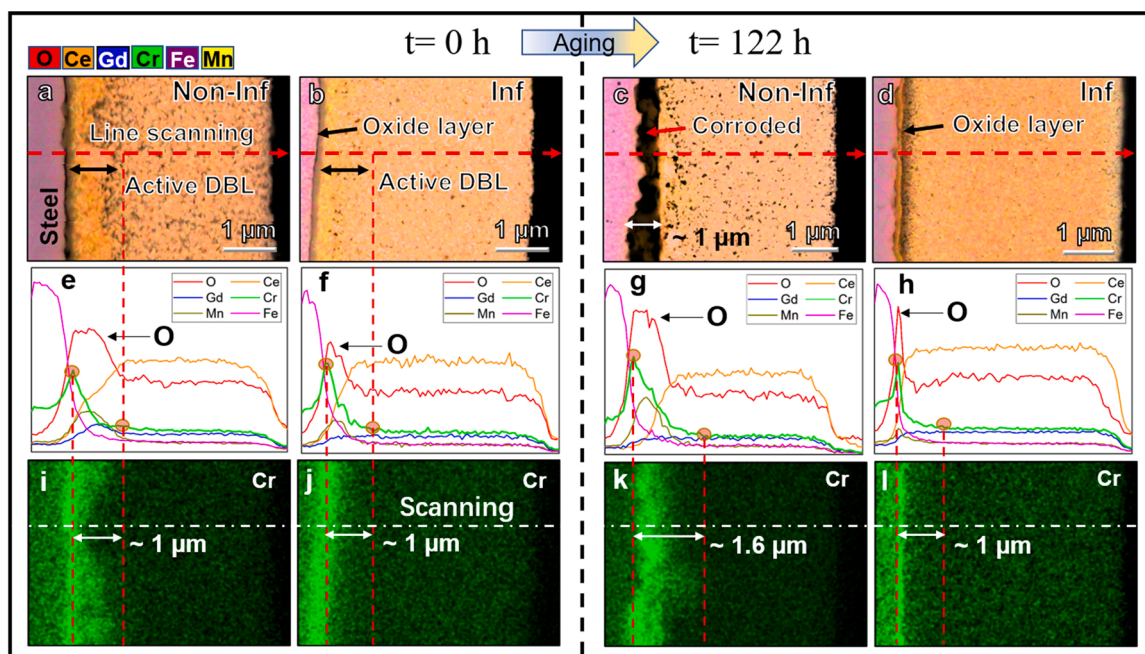 t= 0 h
Aging
t= 122 h
O Ce Gd Cr Fe Mn
a
Non-Inf
Line scanning
Active DBL
Steel
1 μm
b
Inf
Oxide layer
Active DBL
1 μm
c
Non-Inf
Corroded
~ 1 μm
1 μm
d
Inf
Oxide layer
1 μm
e
O Ce
Gd Cr
Mn Fe
O
f
O Ce
Gd Cr
Mn Fe
O
g
O Ce
Gd Cr
Mn Fe
O
h
O Ce
Gd Cr
Mn Fe
O
i
Cr
~ 1 μm
j
Cr
Scanning
~ 1 μm
k
Cr
~ 1.6 μm
l
Cr
~ 1 μm